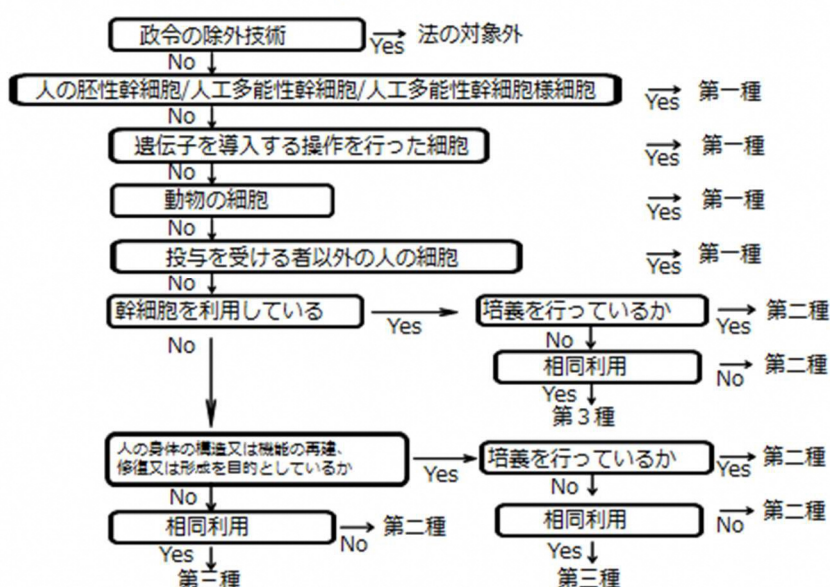 政令の除外技術
Yes
法の対象外
No
人の胚性幹細胞/人工多能性幹細胞/人工多能性幹細胞様細胞
Yes
第一種
No
遺伝子を導入する操作を行った細胞
Yes
第一種
No
動物の細胞
Yes
第一種
No
投与を受ける者以外の人の細胞
Yes
第一種
No
幹細胞を利用している
Yes
培義を行っているか
Yes
第二種
No
No
相同利用
No
第二種
Yes
第3種
人の身体の構造又は機能の再建、
修復又は形成を目的としているか
Yes
培義を行っているか
Yes
第二種
No
No
相同利用
No
第二種
相同利用
No
第二種
Yes
第三種
Yes
第三種